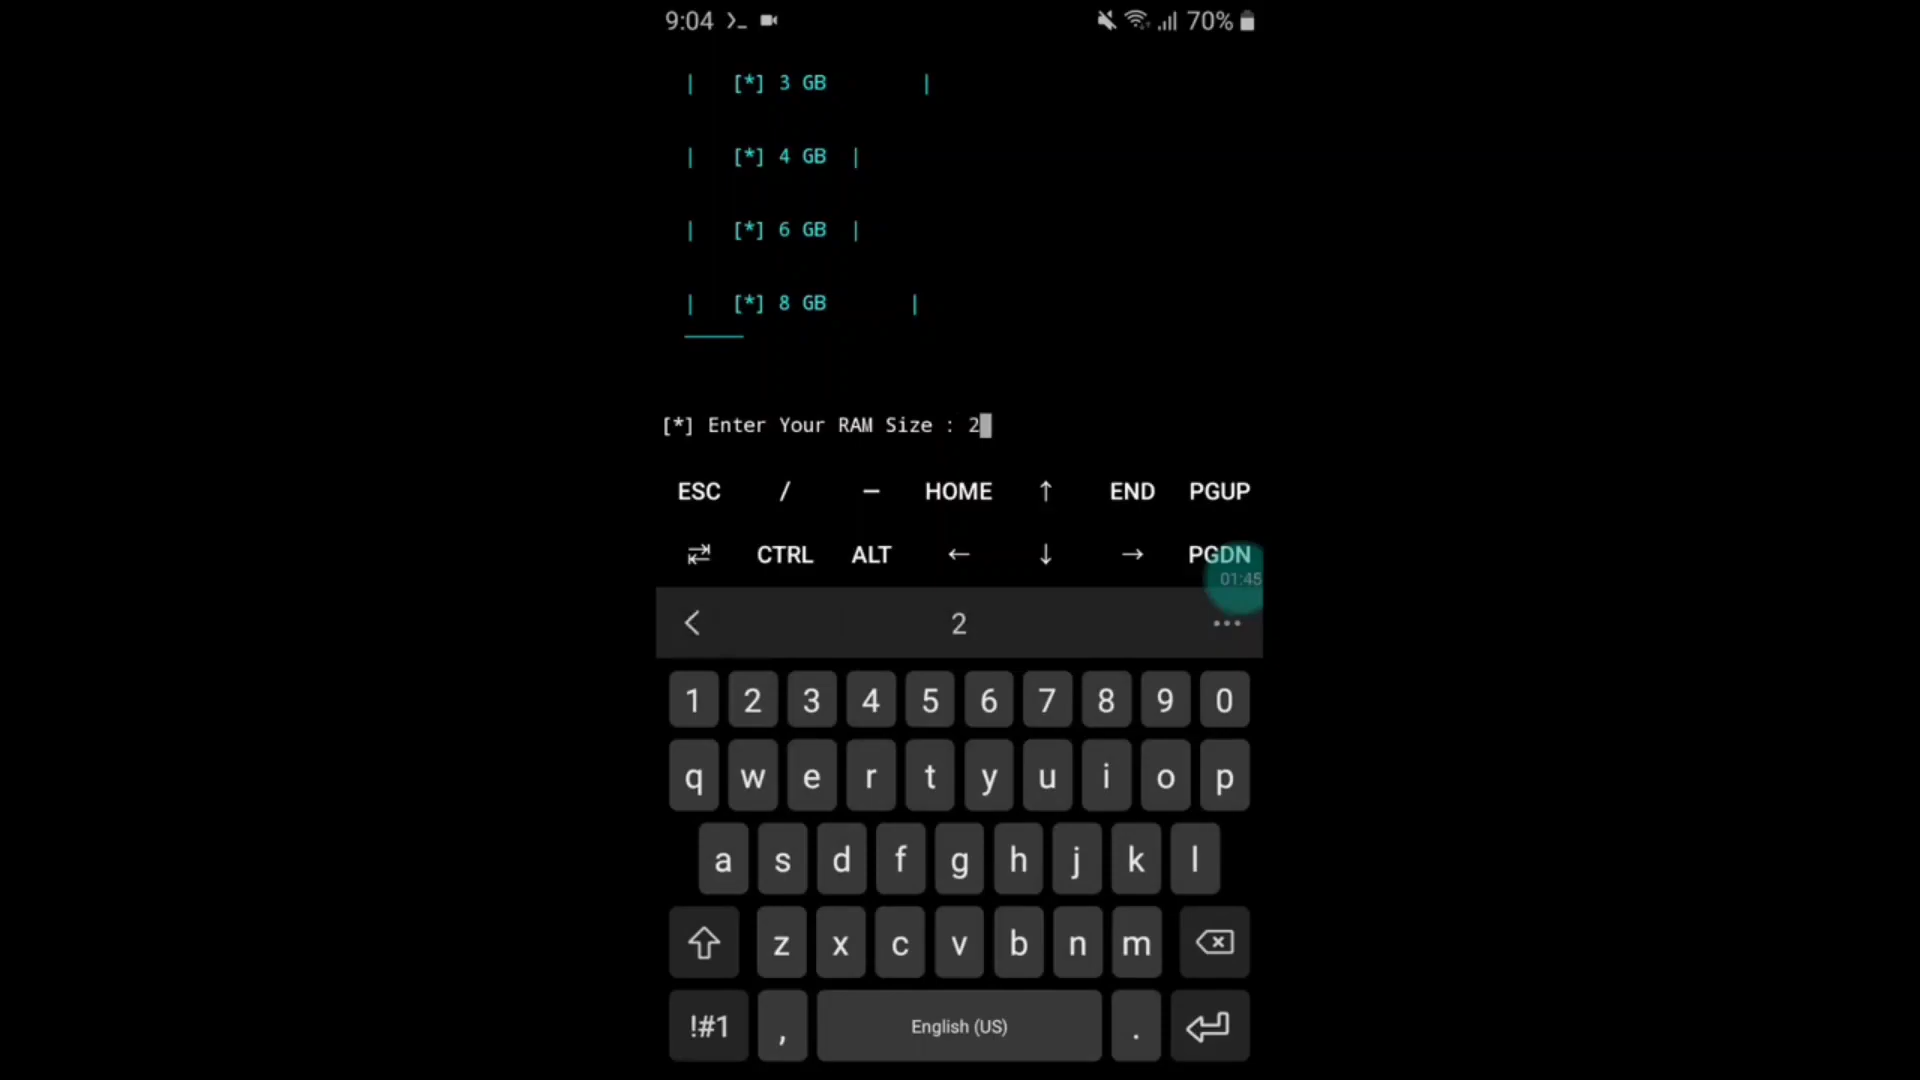 9:04 >_ 70%
| [*] 3 GB |
| [*] 4 GB |
| [*] 6 GB |
| [*] 8 GB |
[*] Enter Your RAM Size : 2
ESC / – HOME ↑ END PGUP
⇄ CTRL ALT ← ↓ → PGDN
01:45
< 2 •••
1 2 3 4 5 6 7 8 9 0
q w e r t y u i o p
a s d f g h j k l
z x c v b n m
!#1 , English (US) .